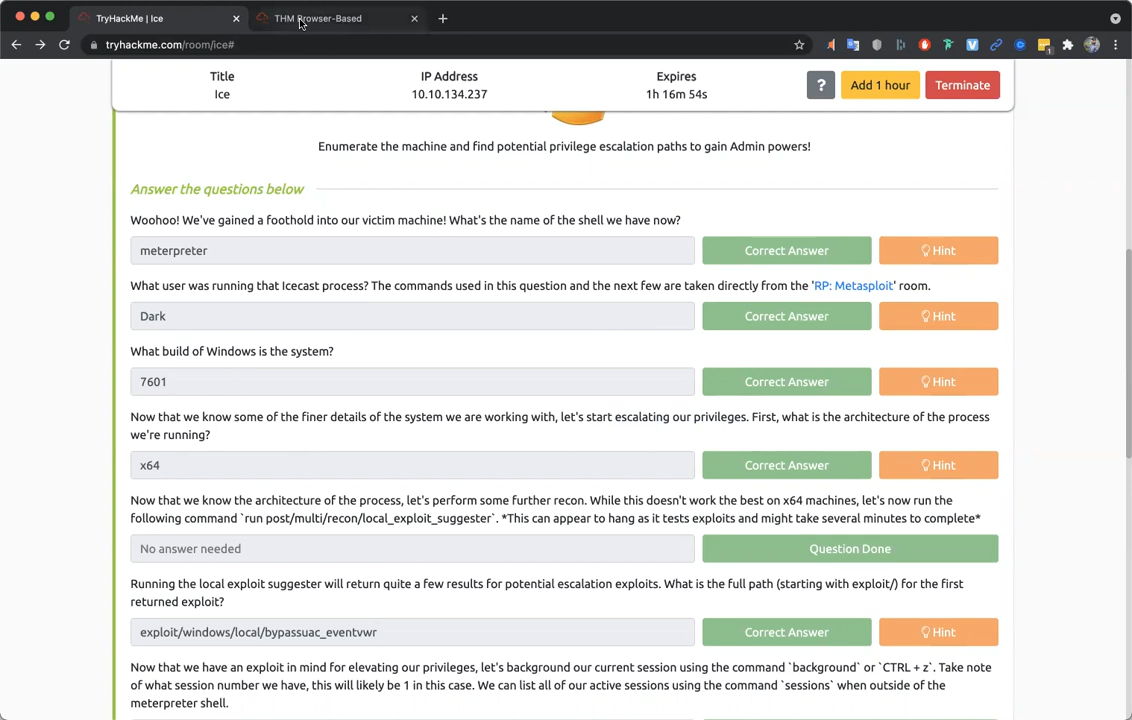 TryHackMe | Ice
THM Browser-Based
tryhackme.com/room/ice#
1
Title
IP Address
Expires
Ice
10.10.134.237
1h 16m 54s
?
Add 1 hour
Terminate
Enumerate the machine and find potential privilege escalation paths to gain Admin powers!
Answer the questions below
Woohoo! We've gained a foothold into our victim machine! What's the name of the shell we have now?
meterpreter
Correct Answer
Hint
What user was running that Icecast process? The commands used in this question and the next few are taken directly from the 'RP: Metasploit' room.
Dark
Correct Answer
Hint
What build of Windows is the system?
7601
Correct Answer
Hint
Now that we know some of the finer details of the system we are working with, let's start escalating our privileges. First, what is the architecture of the process
we're running?
x64
Correct Answer
Hint
Now that we know the architecture of the process, let's perform some further recon. While this doesn't work the best on x64 machines, let's now run the
following command `run post/multi/recon/local_exploit_suggester`. *This can appear to hang as it tests exploits and might take several minutes to complete*
No answer needed
Question Done
Running the local exploit suggester will return quite a few results for potential escalation exploits. What is the full path (starting with exploit/) for the first
returned exploit?
exploit/windows/local/bypassuac_eventvwr
Correct Answer
Hint
Now that we have an exploit in mind for elevating our privileges, let's background our current session using the command `background` or `CTRL + z`. Take note
of what session number we have, this will likely be 1 in this case. We can list all of our active sessions using the command `sessions` when outside of the
meterpreter shell.